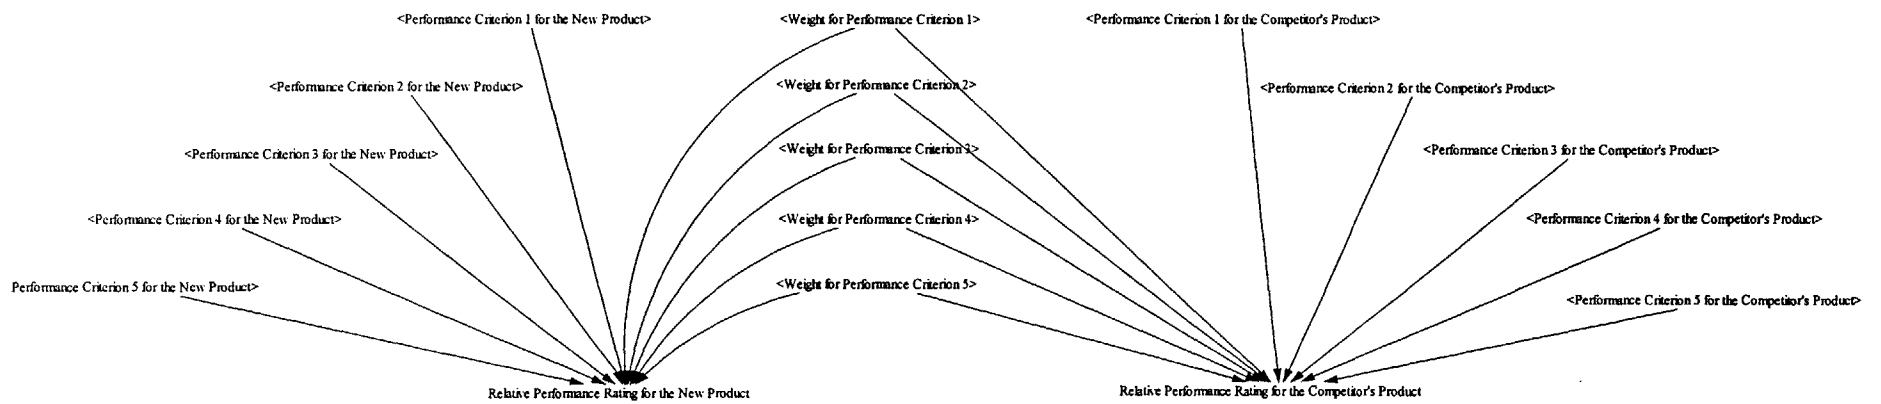 <Performance Criterion 1 for the New Product>
<Weight for Performance Criterion 1>
<Performance Criterion 1 for the Competitor's Product>
<Performance Criterion 2 for the New Product>
<Weight for Performance Criterion 2>
<Performance Criterion 2 for the Competitor's Product>
<Performance Criterion 3 for the New Product>
<Weight for Performance Criterion 3>
<Performance Criterion 3 for the Competitor's Product>
<Performance Criterion 4 for the New Product>
<Weight for Performance Criterion 4>
<Performance Criterion 4 for the Competitor's Product>
Performance Criterion 5 for the New Product>
<Weight for Performance Criterion 5>
<Performance Criterion 5 for the Competitor's Product>
Relative Performance Rating for the New Product
Relative Performance Rating for the Competitor's Product